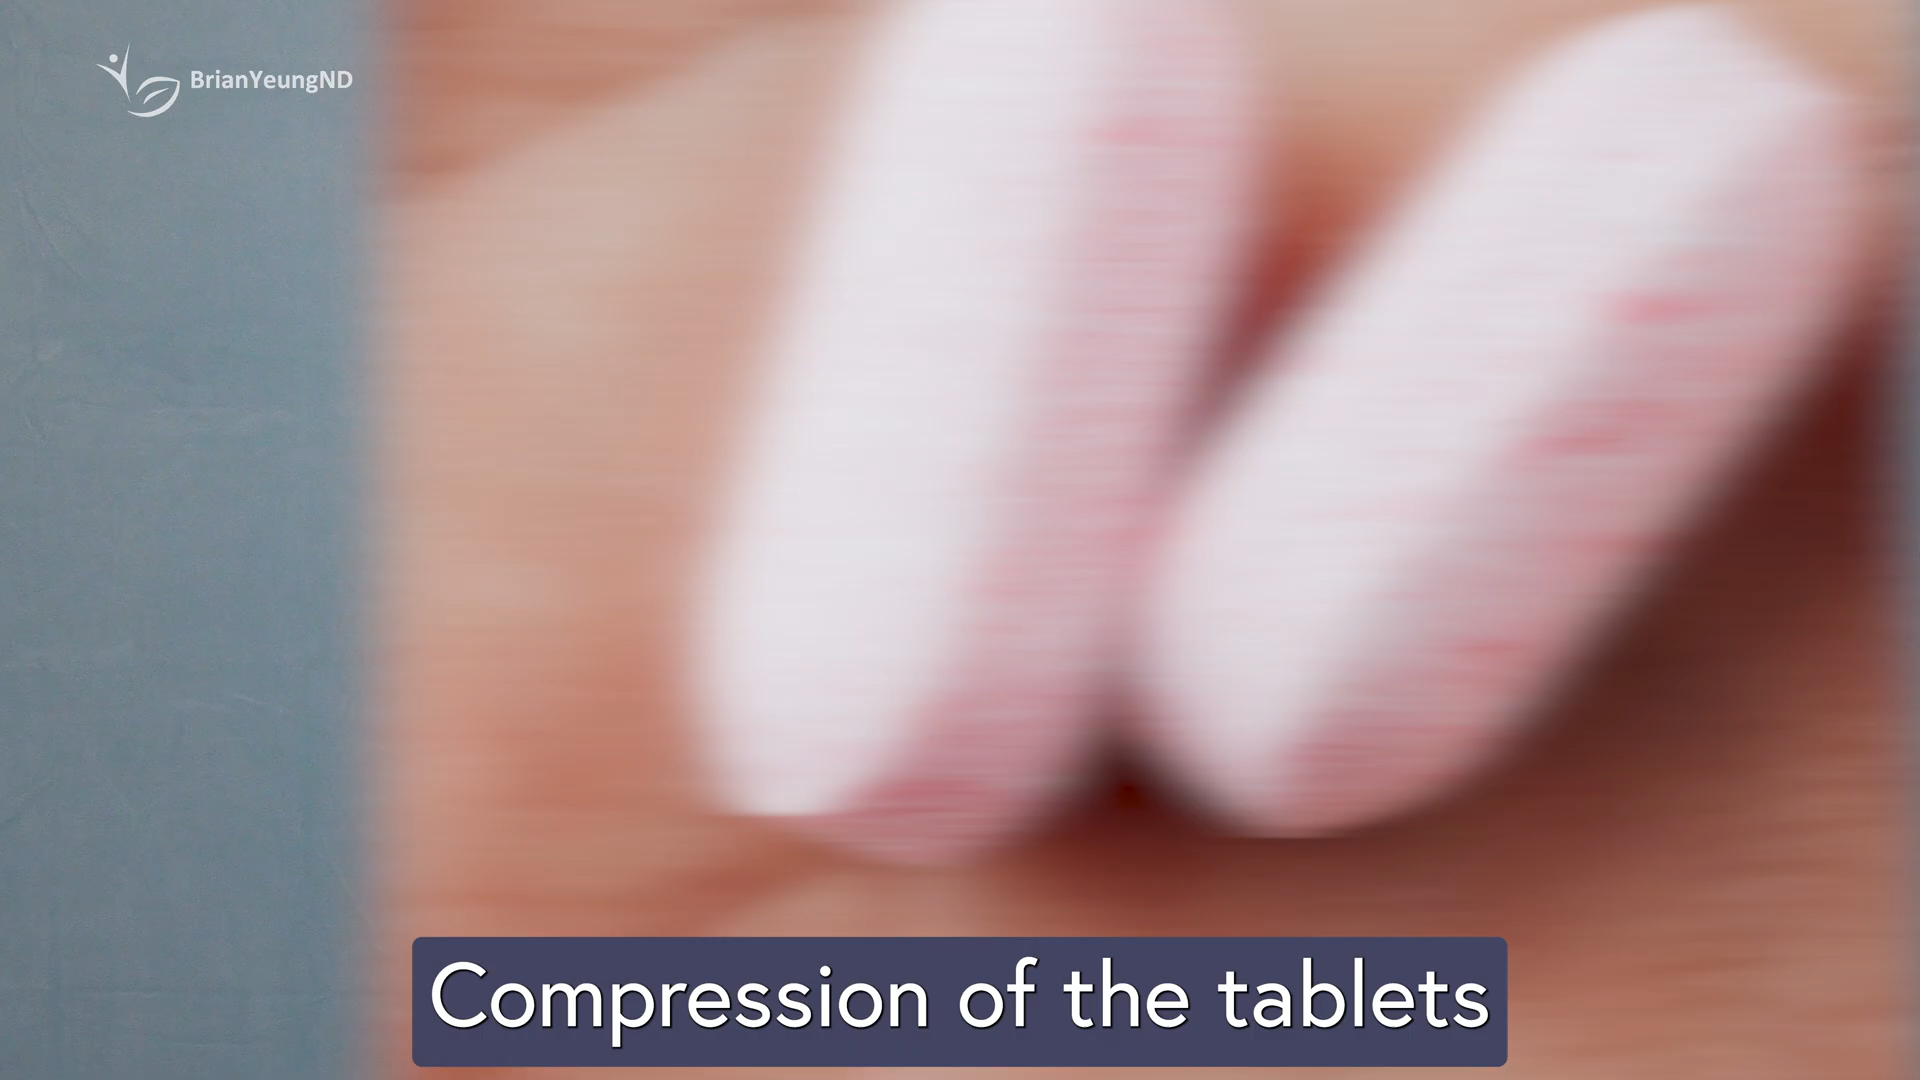 BrianYeungND
Compression of the tablets